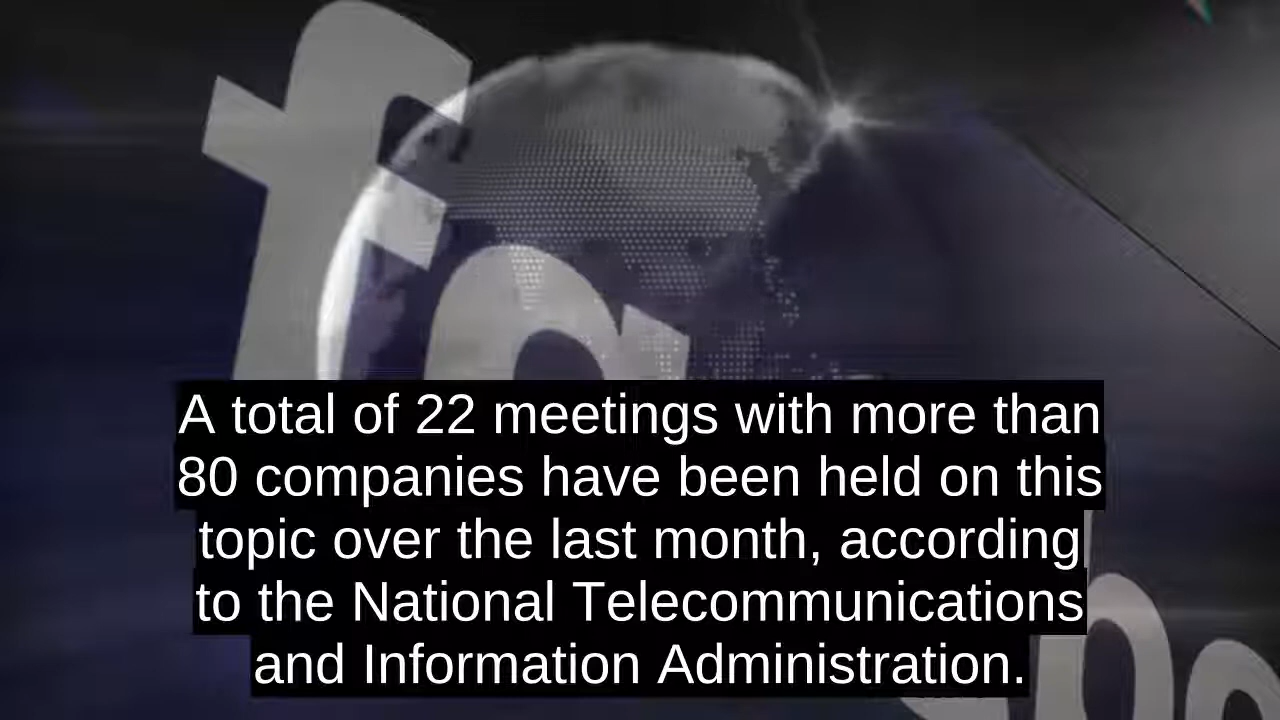 A total of 22 meetings with more than
80 companies have been held on this
topic over the last month, according
to the National Telecommunications
and Information Administration.